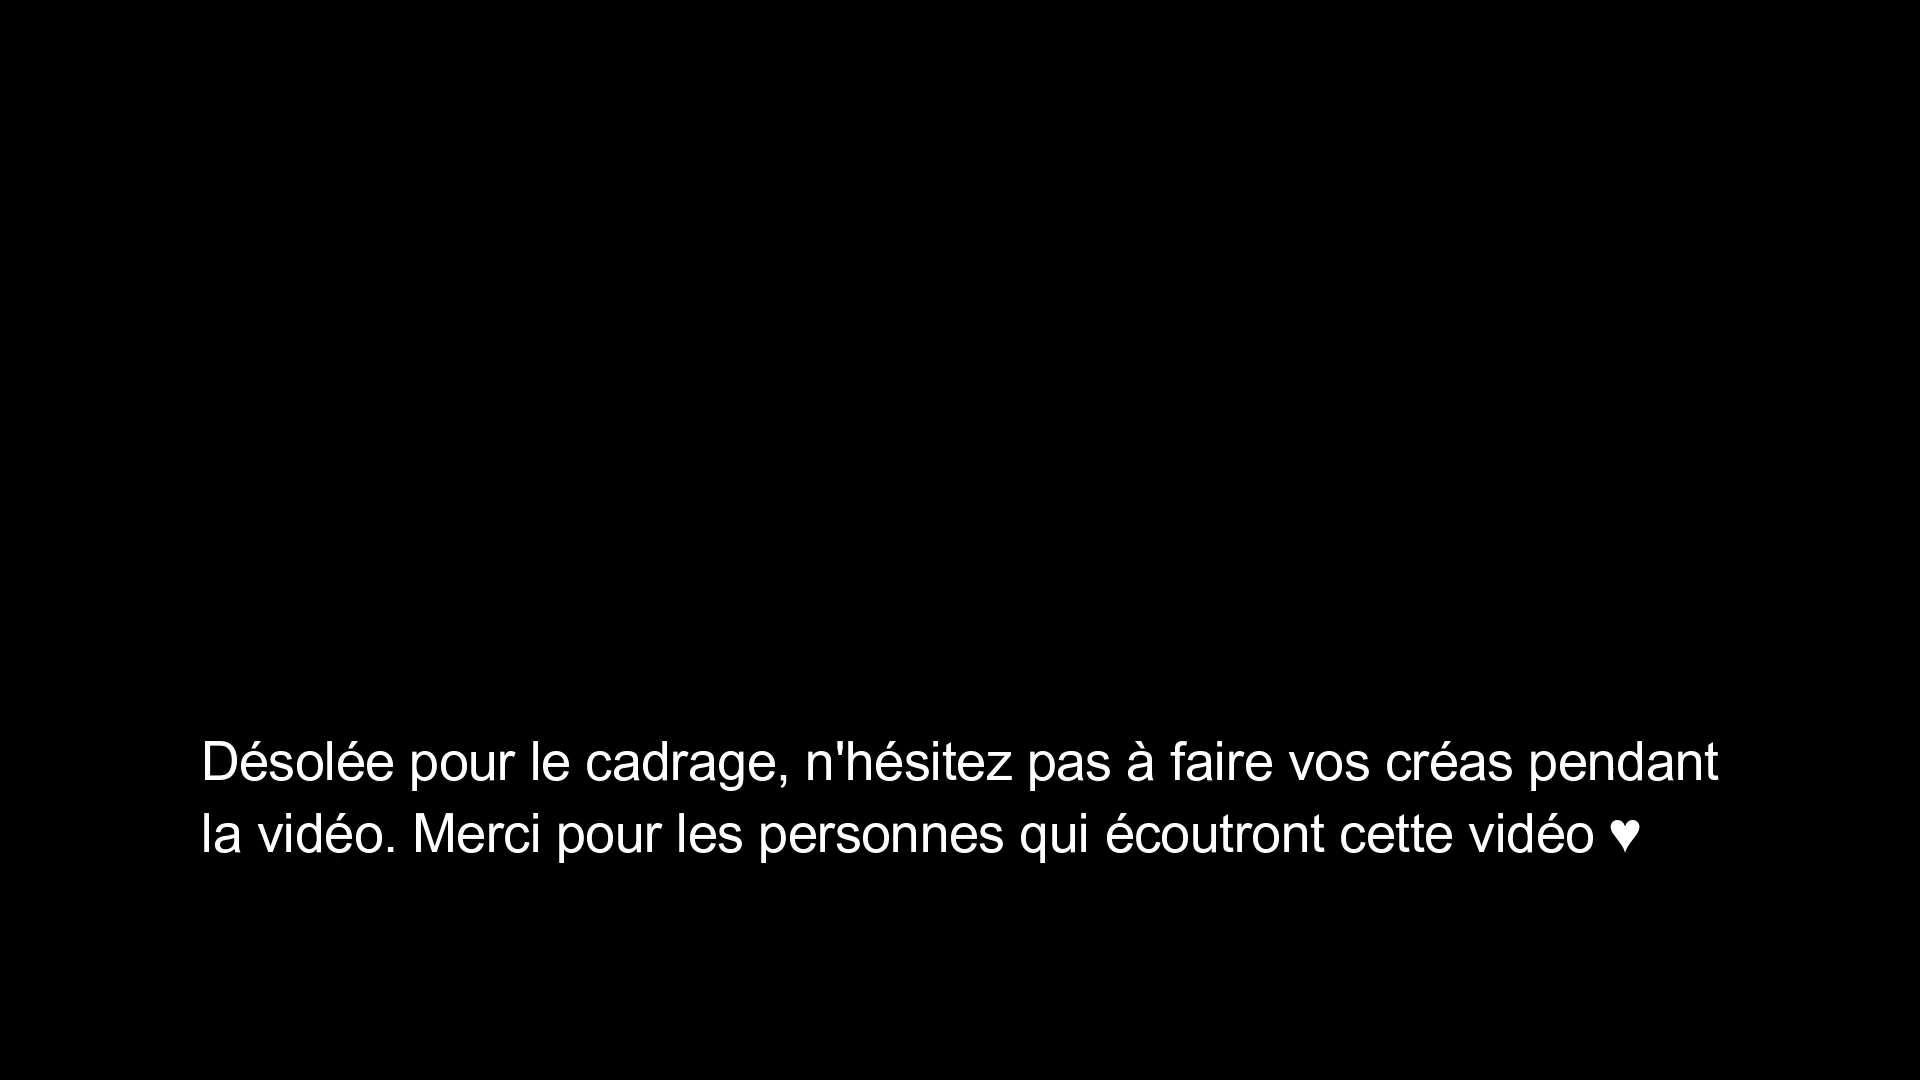 Désolée pour le cadrage, n'hésitez pas à faire vos créas pendant
la vidéo. Merci pour les personnes qui écoutront cette vidéo ♥